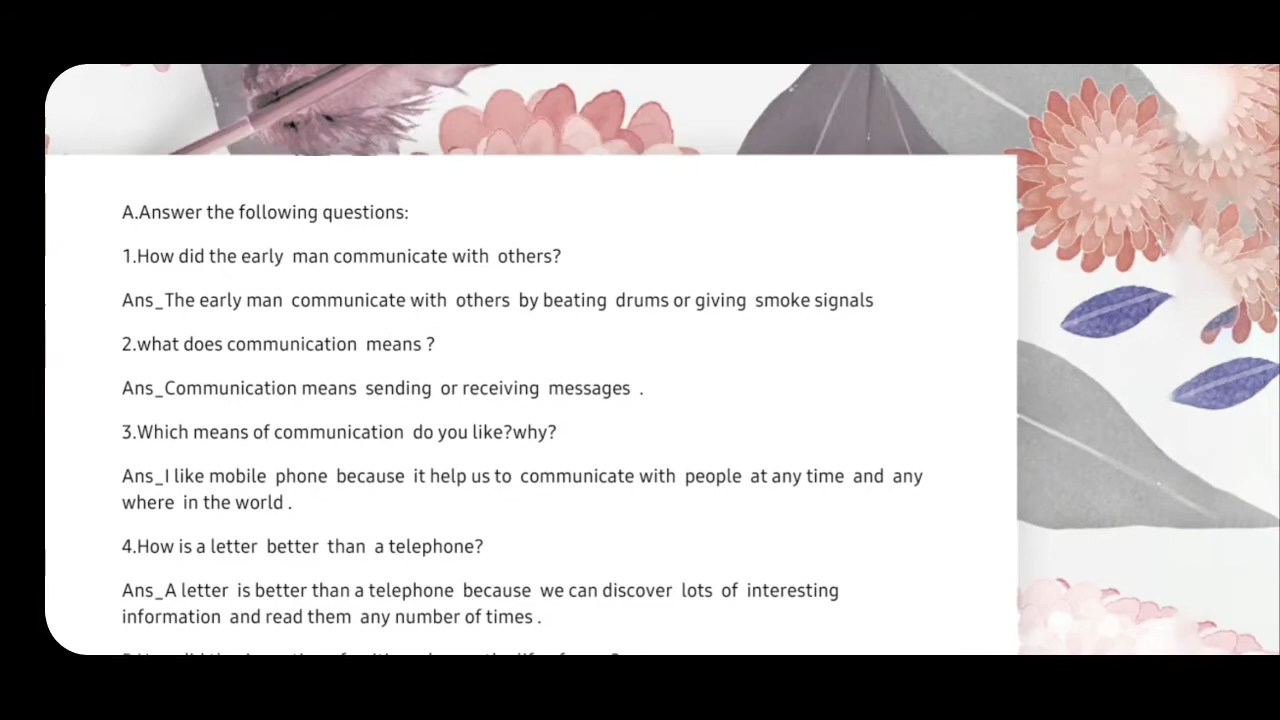 A.Answer the following questions:
1.How did the early man communicate with others?
Ans_The early man communicate with others by beating drums or giving smoke signals
2.what does communication means ?
Ans_Communication means sending or receiving messages .
3.Which means of communication do you like?why?
Ans_I like mobile phone because it help us to communicate with people at any time and any
where in the world .
4.How is a letter better than a telephone?
Ans_A letter is better than a telephone because we can discover lots of interesting
information and read them any number of times .